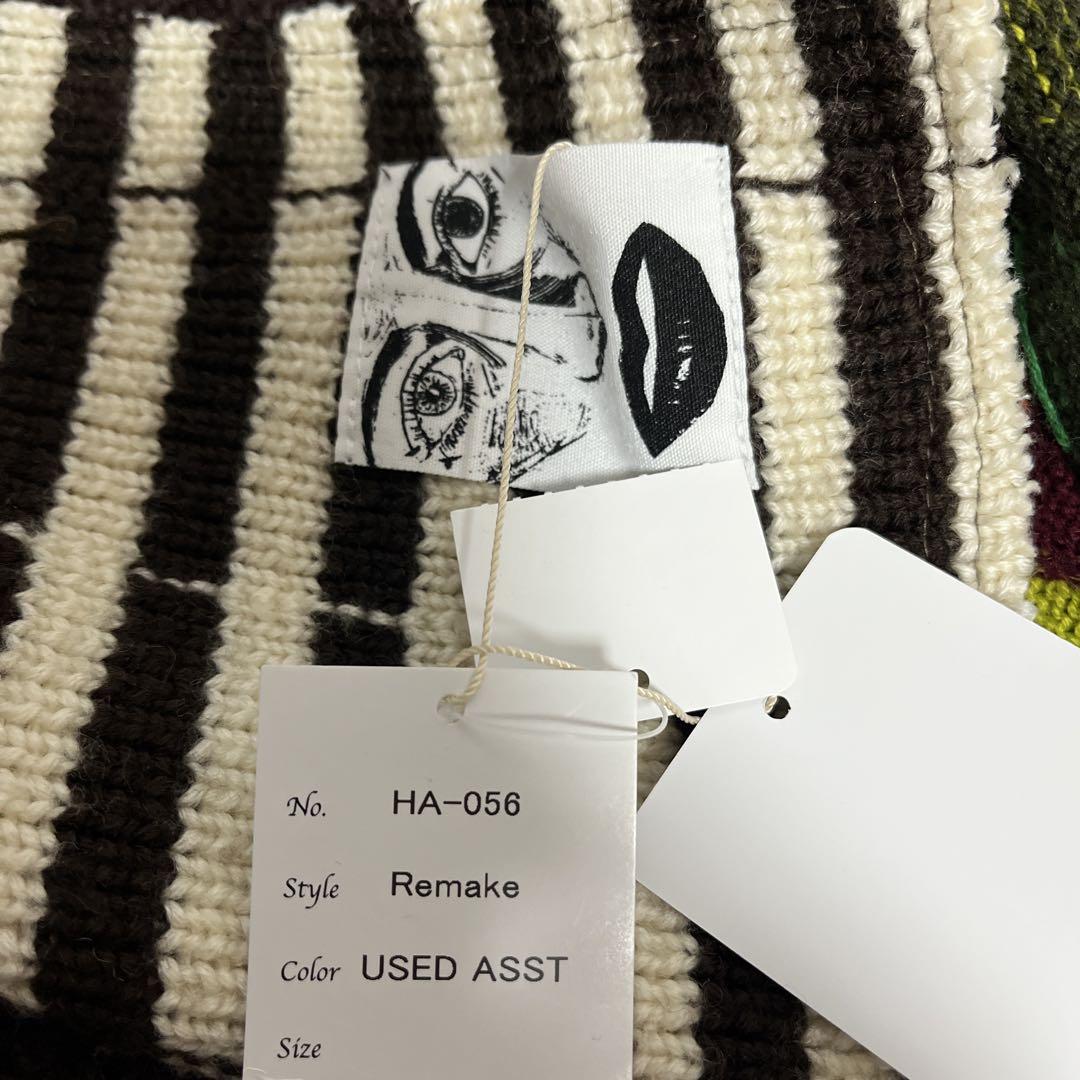 No. HA-056
Style Remake
Color USED ASST
Size